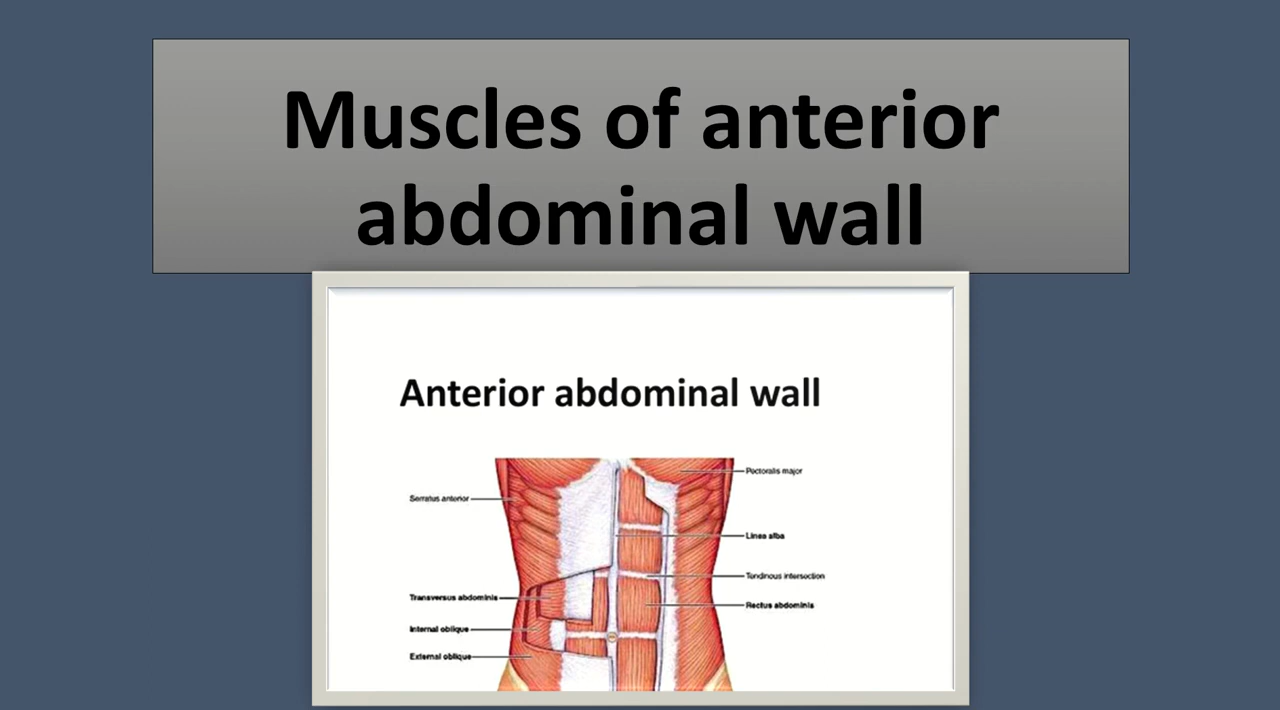 Muscles of anterior
abdominal wall
Anterior abdominal wall
Pectoralis major
Serratus anterior
Linea alba
Tendinous intersection
Transversus abdominis
Rectus abdominis
Internal oblique
External oblique